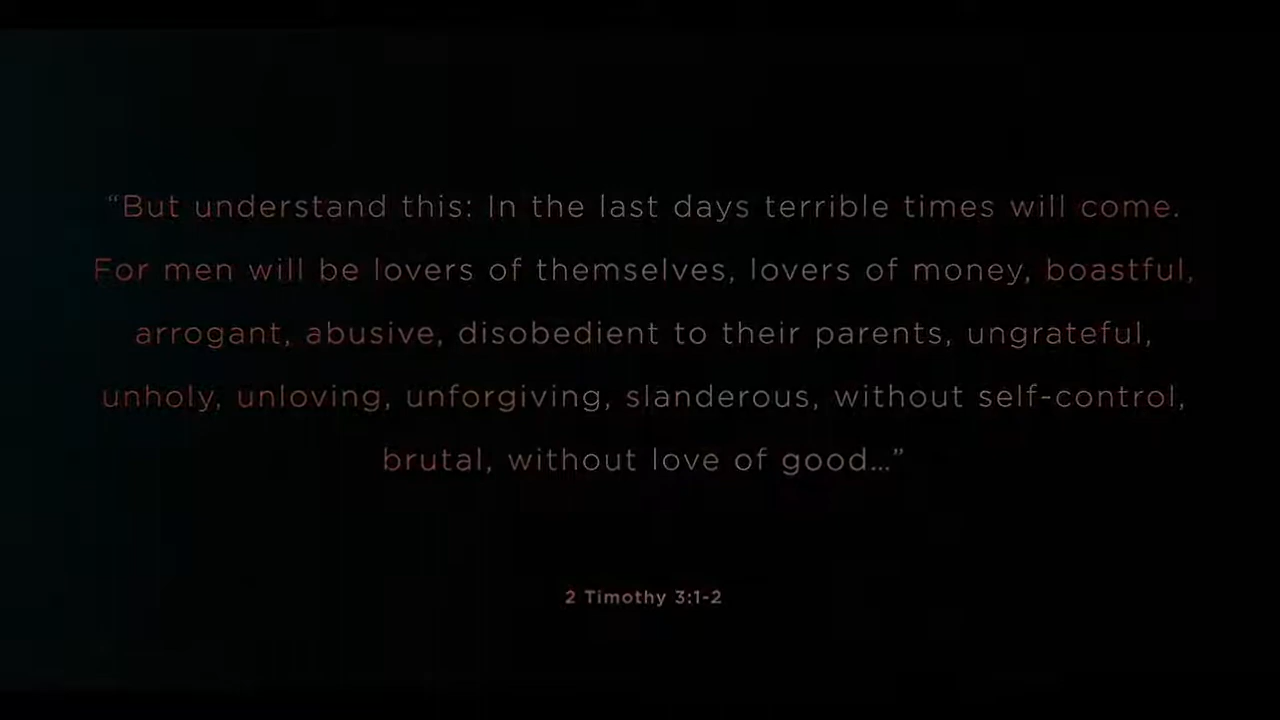 “But understand this: In the last days terrible times will come.
For men will be lovers of themselves, lovers of money, boastful,
arrogant, abusive, disobedient to their parents, ungrateful,
unholy, unloving, unforgiving, slanderous, without self-control,
brutal, without love of good…”
2 Timothy 3:1-2